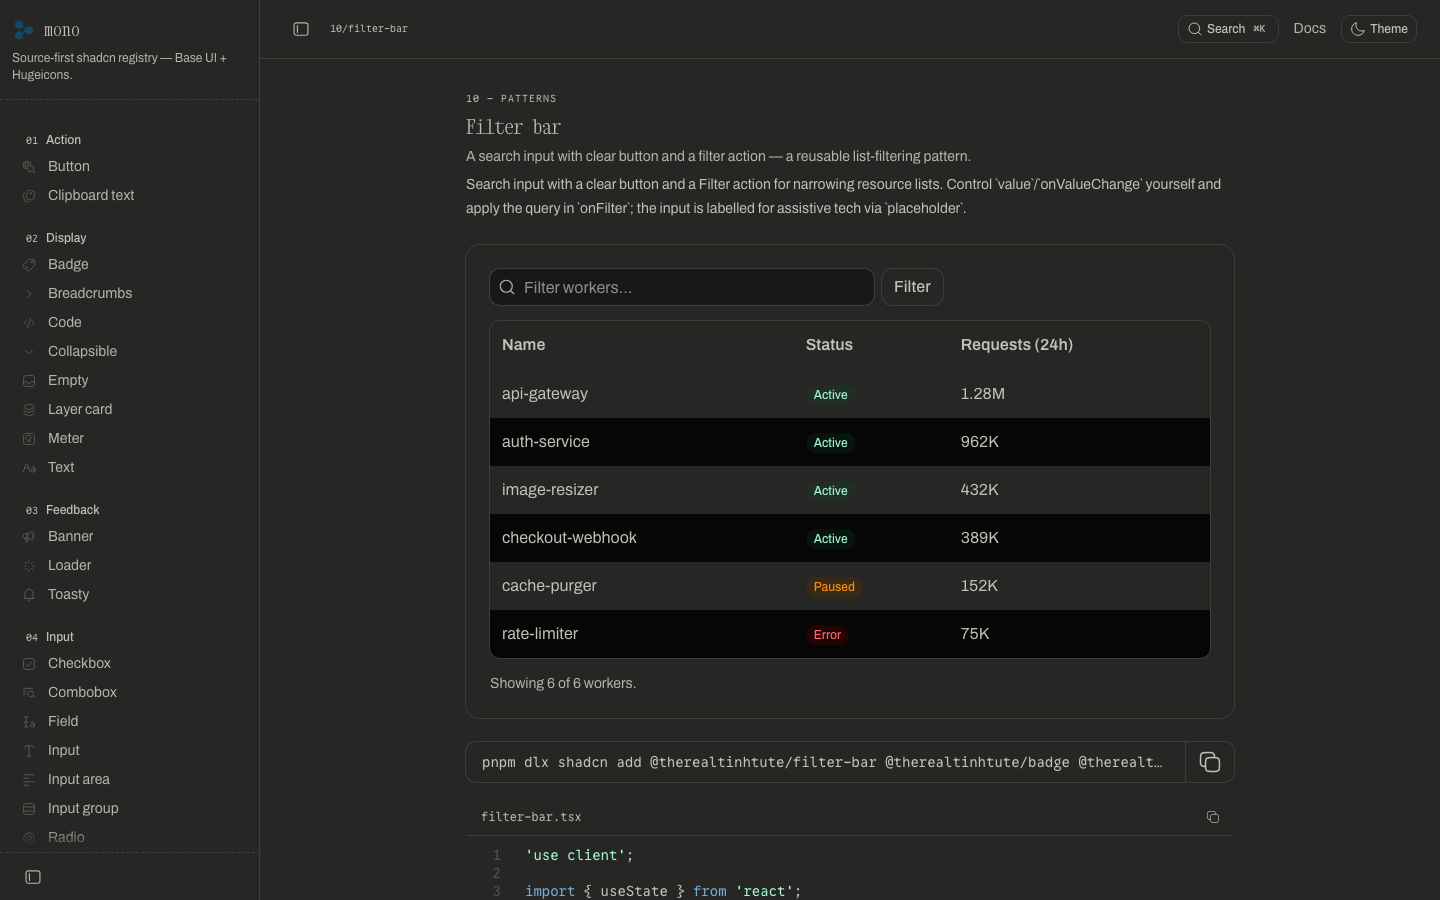 mono
Source-first shadcn registry — Base UI +
Hugeicons.
01 Action
Button
Clipboard text
02 Display
Badge
Breadcrumbs
Code
Collapsible
Empty
Layer card
Meter
Text
03 Feedback
Banner
Loader
Toasty
04 Input
Checkbox
Combobox
Field
Input
Input area
Input group
Radio
10/filter-bar
Search ⌘K
Docs
Theme
10 — PATTERNS
Filter bar
A search input with clear button and a filter action — a reusable list-filtering pattern.
Search input with a clear button and a Filter action for narrowing resource lists. Control `value`/`onValueChange` yourself and
apply the query in `onFilter`; the input is labelled for assistive tech via `placeholder`.
Filter workers...
Filter
Name Status Requests (24h)
api-gateway Active 1.28M
auth-service Active 962K
image-resizer Active 432K
checkout-webhook Active 389K
cache-purger Paused 152K
rate-limiter Error 75K
Showing 6 of 6 workers.
pnpm dlx shadcn add @therealtinhtute/filter-bar @therealtinhtute/badge @therealt…
filter-bar.tsx
1 'use client';
2
3 import { useState } from 'react';